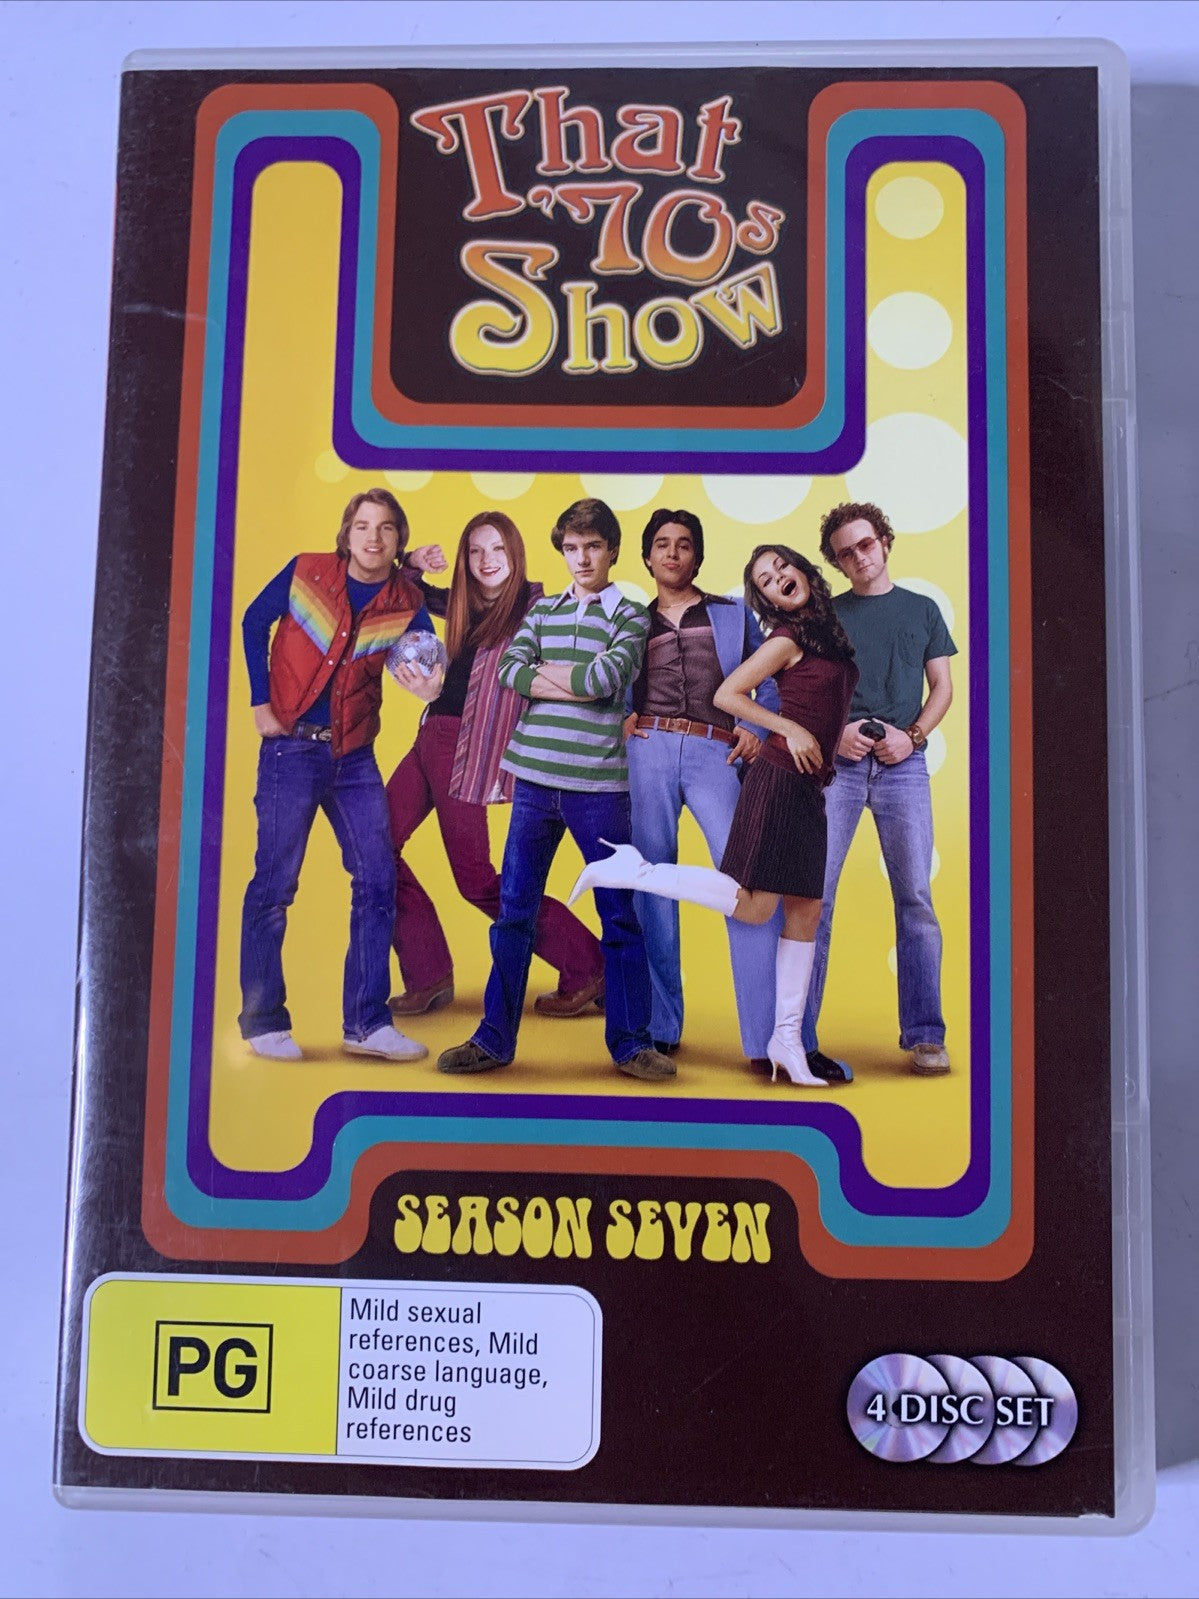 That
'70s
Show
SEASON SEVEN
PG
Mild sexual
references, Mild
coarse language,
Mild drug
references
4 DISC SET